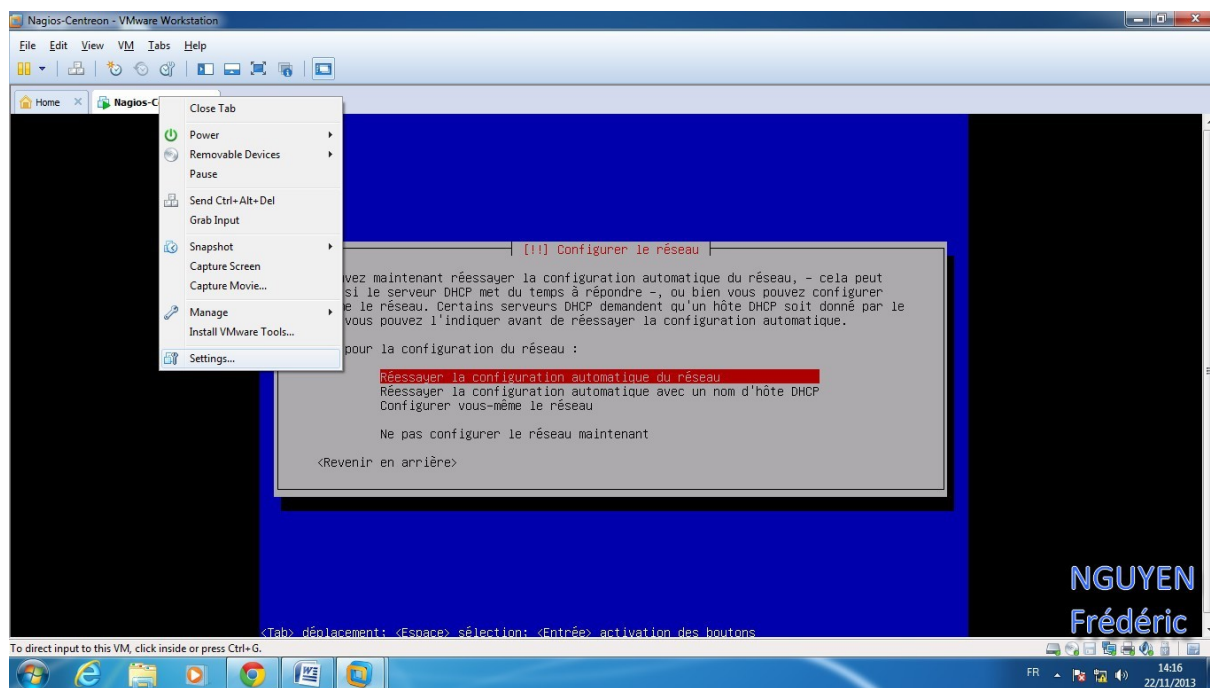 Nagios-Centreon - VMware Workstation
File Edit View VM Tabs Help
Home
Nagios-C
Close Tab
Power
Removable Devices
Pause
Send Ctrl+Alt+Del
Grab Input
Snapshot
Capture Screen
Capture Movie...
Manage
Install VMware Tools...
Settings...
[!!] Configurer le réseau
vez maintenant réessayer la configuration automatique du réseau, - cela peut
si le serveur DHCP met du temps à répondre -, ou bien vous pouvez configurer
e le réseau. Certains serveurs DHCP demandent qu'un hôte DHCP soit donné par le
vous pouvez l'indiquer avant de réessayer la configuration automatique.
pour la configuration du réseau :
Réessayer la configuration automatique du réseau
Réessayer la configuration automatique avec un nom d'hôte DHCP
Configurer vous-même le réseau
Ne pas configurer le réseau maintenant
<Revenir en arrière>
<Tab> déplacement; <Espace> sélection; <Entrée> activation des boutons
NGUYEN
Frédéric
To direct input to this VM, click inside or press Ctrl+G.
FR
14:16
22/11/2013